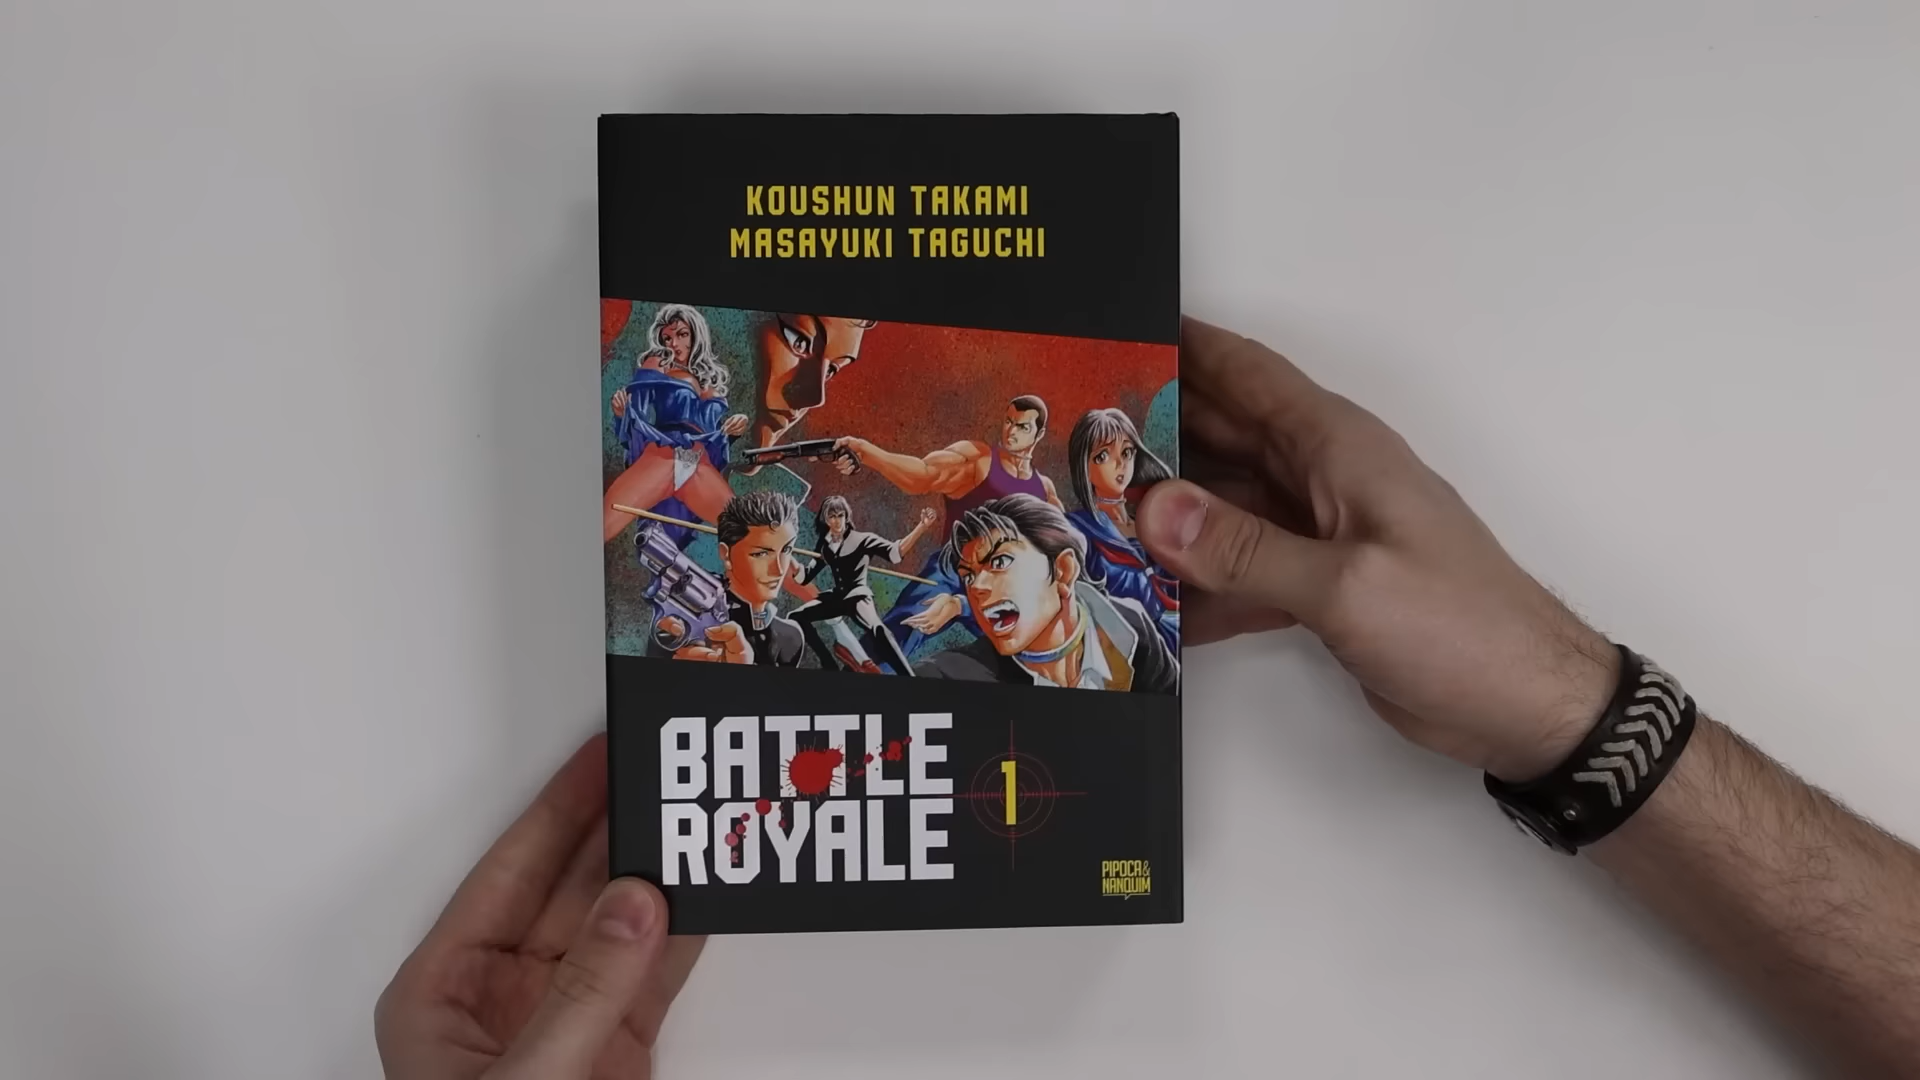 KOUSHUN TAKAMI
MASAYUKI TAGUCHI
BATTLE
ROYALE
1
PIPOCA &
NANQUIM